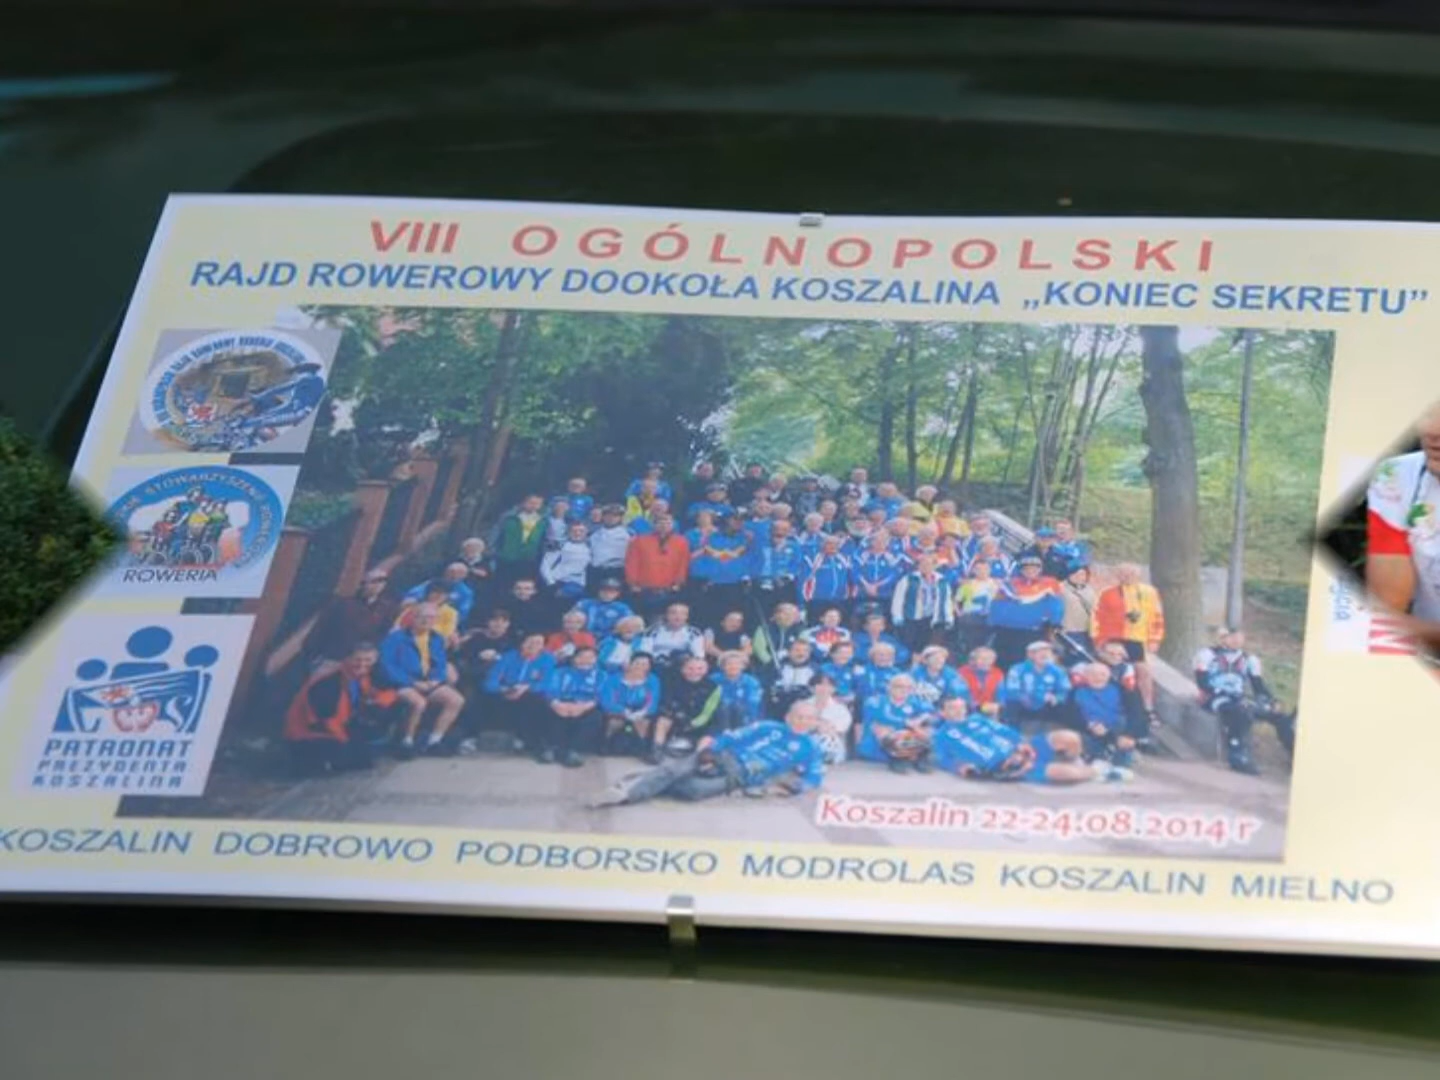 VIII OGÓLNOPOLSKI
RAJD ROWEROWY DOOKOŁA KOSZALINA „KONIEC SEKRETU”
ROWERIA
PATRONAT
PREZYDENTA
KOSZALINA
Koszalin 22-24.08.2014 r
KOSZALIN DOBROWO PODBORSKO MODROLAS KOSZALIN MIELNO